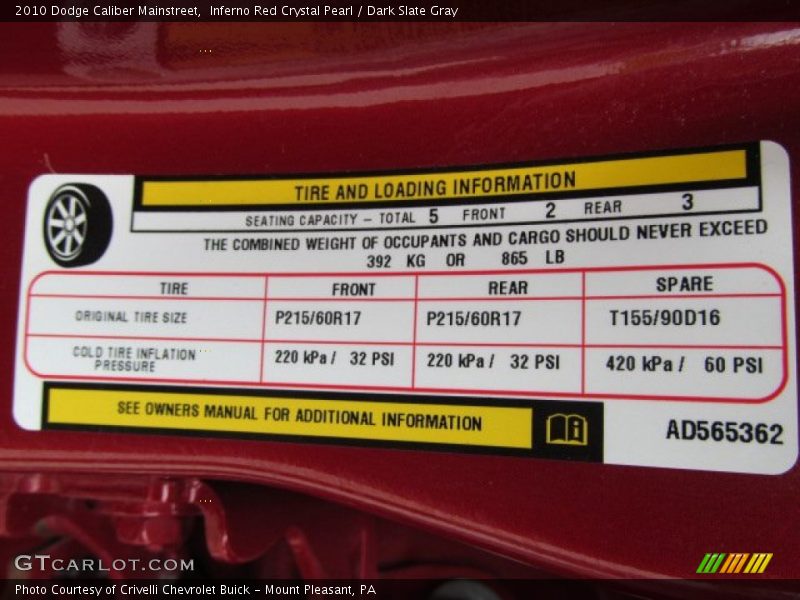 2010 Dodge Caliber Mainstreet,  Inferno Red Crystal Pearl / Dark Slate Gray
TIRE AND LOADING INFORMATION
SEATING CAPACITY – TOTAL 5 FRONT 2 REAR 3
THE COMBINED WEIGHT OF OCCUPANTS AND CARGO SHOULD NEVER EXCEED
392 KG OR 865 LB
TIRE FRONT REAR SPARE
ORIGINAL TIRE SIZE P215/60R17 P215/60R17 T155/90D16
COLD TIRE INFLATION
PRESSURE 220 kPa / 32 PSI 220 kPa / 32 PSI 420 kPa / 60 PSI
SEE OWNERS MANUAL FOR ADDITIONAL INFORMATION
AD565362
GTCARLOT.COM
Photo Courtesy of Crivelli Chevrolet Buick – Mount Pleasant, PA